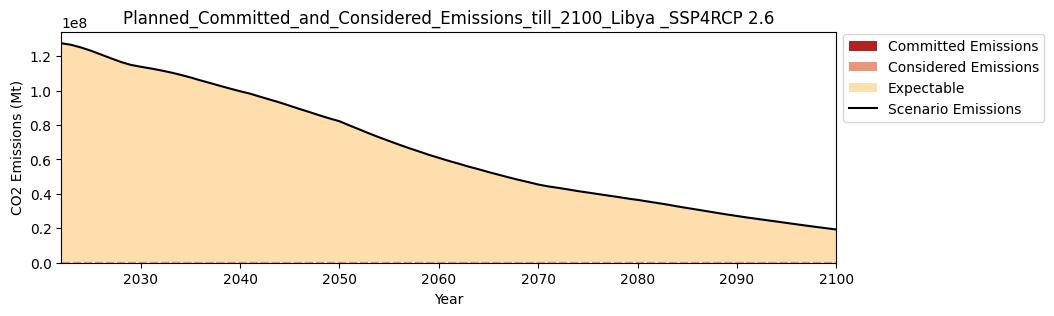 Planned_Committed_and_Considered_Emissions_till_2100_Libya _SSP4RCP 2.6
1e8
1.2
1.0
0.8
0.6
0.4
0.2
0.0
CO2 Emissions (Mt)
2030 2040 2050 2060 2070 2080 2090 2100
Year
Committed Emissions
Considered Emissions
Expectable
Scenario Emissions